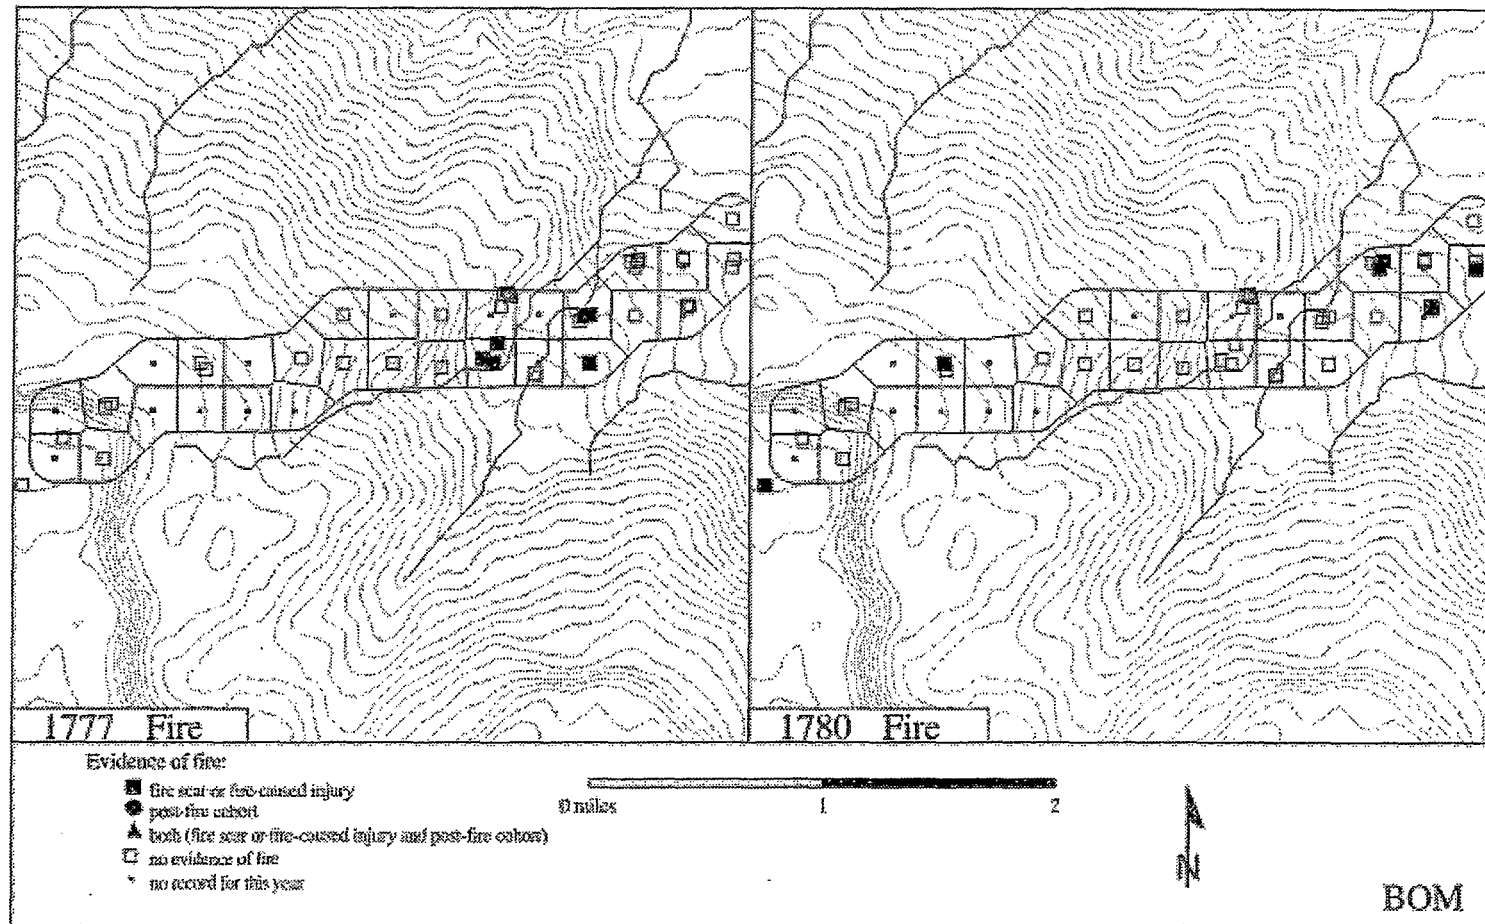 1777 Fire
1780 Fire
Evidence of fire:
fire scar or fire-caused injury
post-fire cohort
both (fire scar or fire-caused injury and post-fire cohort)
no evidence of fire
no record for this year
0 miles 1 2
N
BOM